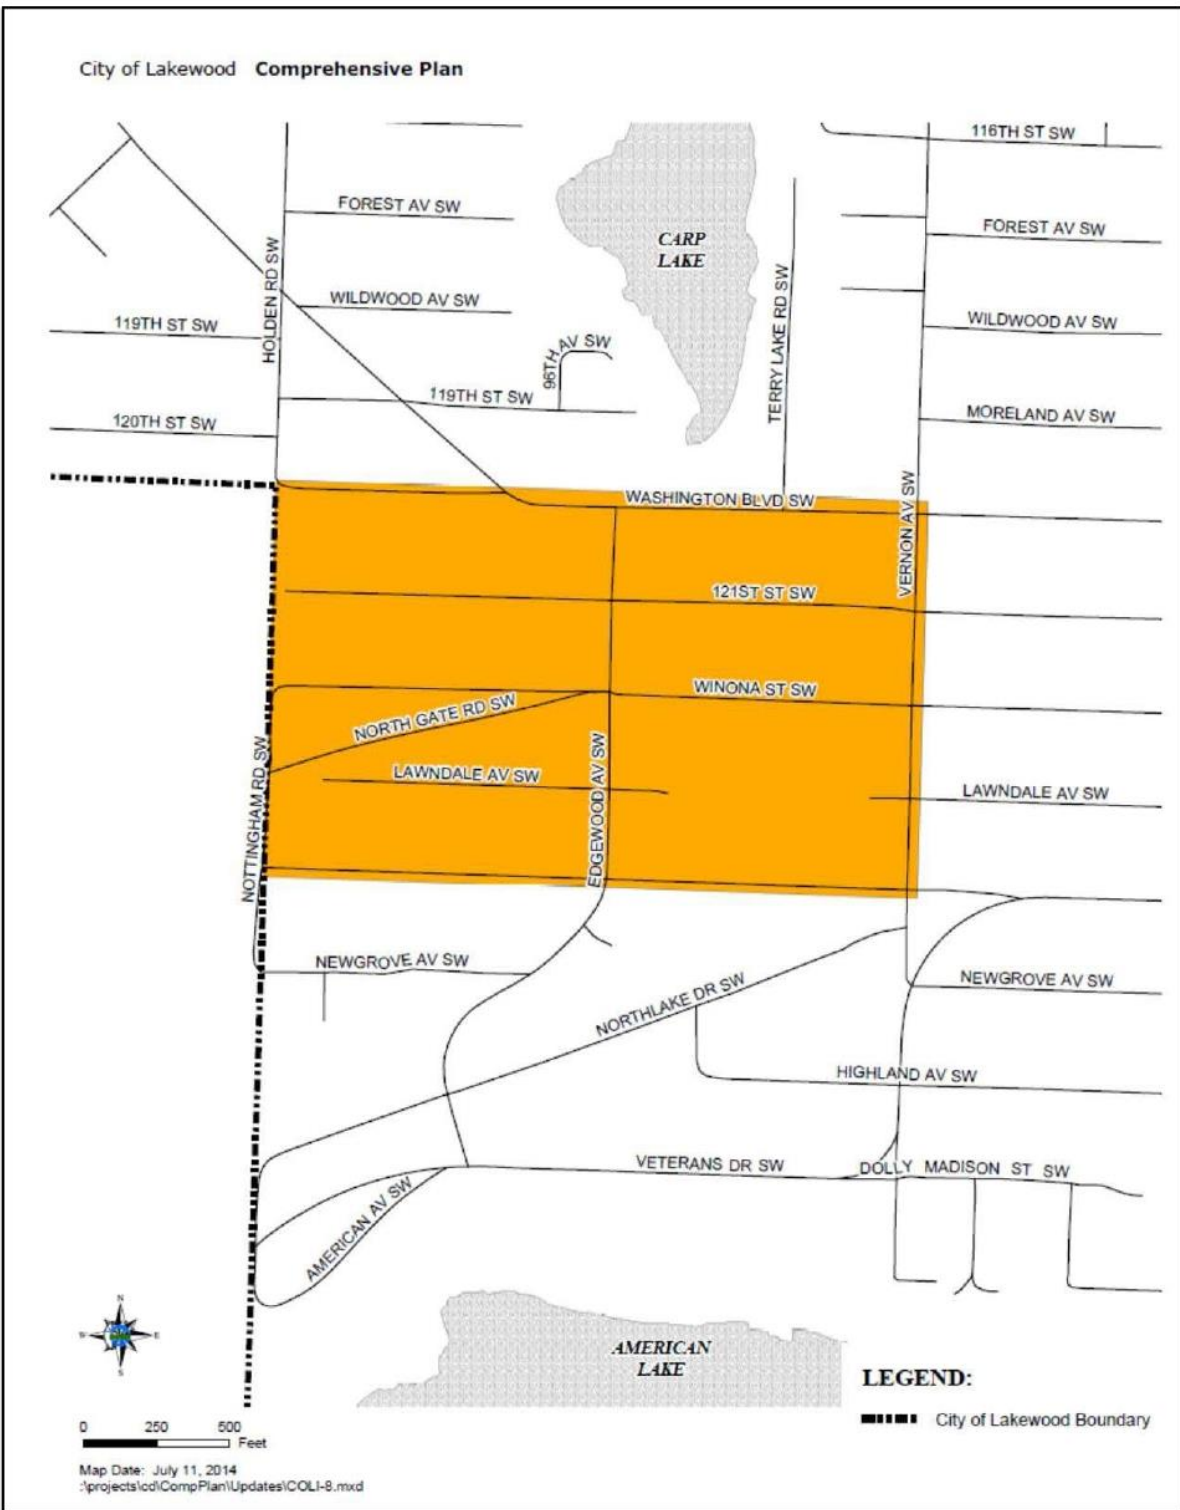 City of Lakewood Comprehensive Plan
116TH ST SW
FOREST AV SW
FOREST AV SW
CARP
LAKE
HOLDEN RD SW
TERRY LAKE RD SW
WILDWOOD AV SW
119TH ST SW
WILDWOOD AV SW
96TH AV SW
119TH ST SW
120TH ST SW
MORELAND AV SW
WASHINGTON BLVD SW
VERNON AV SW
121ST ST SW
WINONA ST SW
NORTH GATE RD SW
NOTTINGHAM RD SW
EDGEWOOD AV SW
LAWNDALE AV SW
LAWNDALE AV SW
NEWGROVE AV SW
NEWGROVE AV SW
NORTHLAKE DR SW
HIGHLAND AV SW
VETERANS DR SW
DOLLY MADISON ST SW
AMERICAN AV SW
N
W E
S
AMERICAN
LAKE
LEGEND:
City of Lakewood Boundary
0 250 500
Feet
Map Date: July 11, 2014
:\projects\cd\CompPlan\Updates\COLI-8.mxd